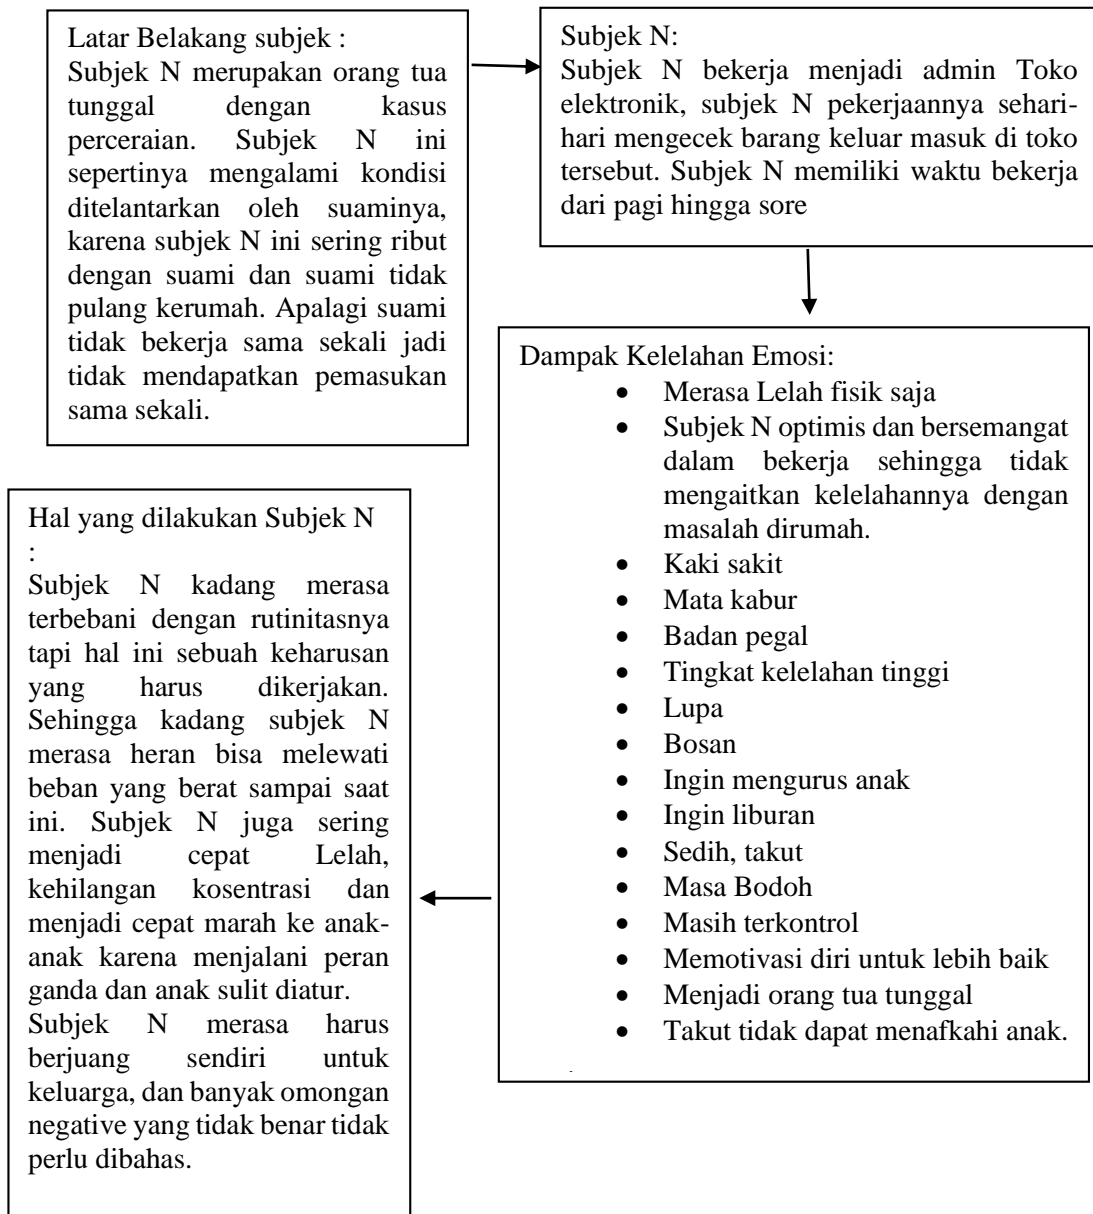 Latar Belakang subjek :
Subjek N merupakan orang tua
tunggal dengan kasus
perceraian. Subjek N ini
sepertinya mengalami kondisi
ditelantarkan oleh suaminya,
karena subjek N ini sering ribut
dengan suami dan suami tidak
pulang kerumah. Apalagi suami
tidak bekerja sama sekali jadi
tidak mendapatkan pemasukan
sama sekali.
Subjek N:
Subjek N bekerja menjadi admin Toko
elektronik, subjek N pekerjaannya sehari-
hari mengecek barang keluar masuk di toko
tersebut. Subjek N memiliki waktu bekerja
dari pagi hingga sore
Dampak Kelelahan Emosi:
• Merasa Lelah fisik saja
• Subjek N optimis dan bersemangat
dalam bekerja sehingga tidak
mengaitkan kelelahannya dengan
masalah dirumah.
• Kaki sakit
• Mata kabur
• Badan pegal
• Tingkat kelelahan tinggi
• Lupa
• Bosan
• Ingin mengurus anak
• Ingin liburan
• Sedih, takut
• Masa Bodoh
• Masih terkontrol
• Memotivasi diri untuk lebih baik
• Menjadi orang tua tunggal
• Takut tidak dapat menafkahi anak.
Hal yang dilakukan Subjek N
:
Subjek N kadang merasa
terbebani dengan rutinitasnya
tapi hal ini sebuah keharusan
yang harus dikerjakan.
Sehingga kadang subjek N
merasa heran bisa melewati
beban yang berat sampai saat
ini. Subjek N juga sering
menjadi cepat Lelah,
kehilangan kosentrasi dan
menjadi cepat marah ke anak-
anak karena menjalani peran
ganda dan anak sulit diatur.
Subjek N merasa harus
berjuang sendiri untuk
keluarga, dan banyak omongan
negative yang tidak benar tidak
perlu dibahas.